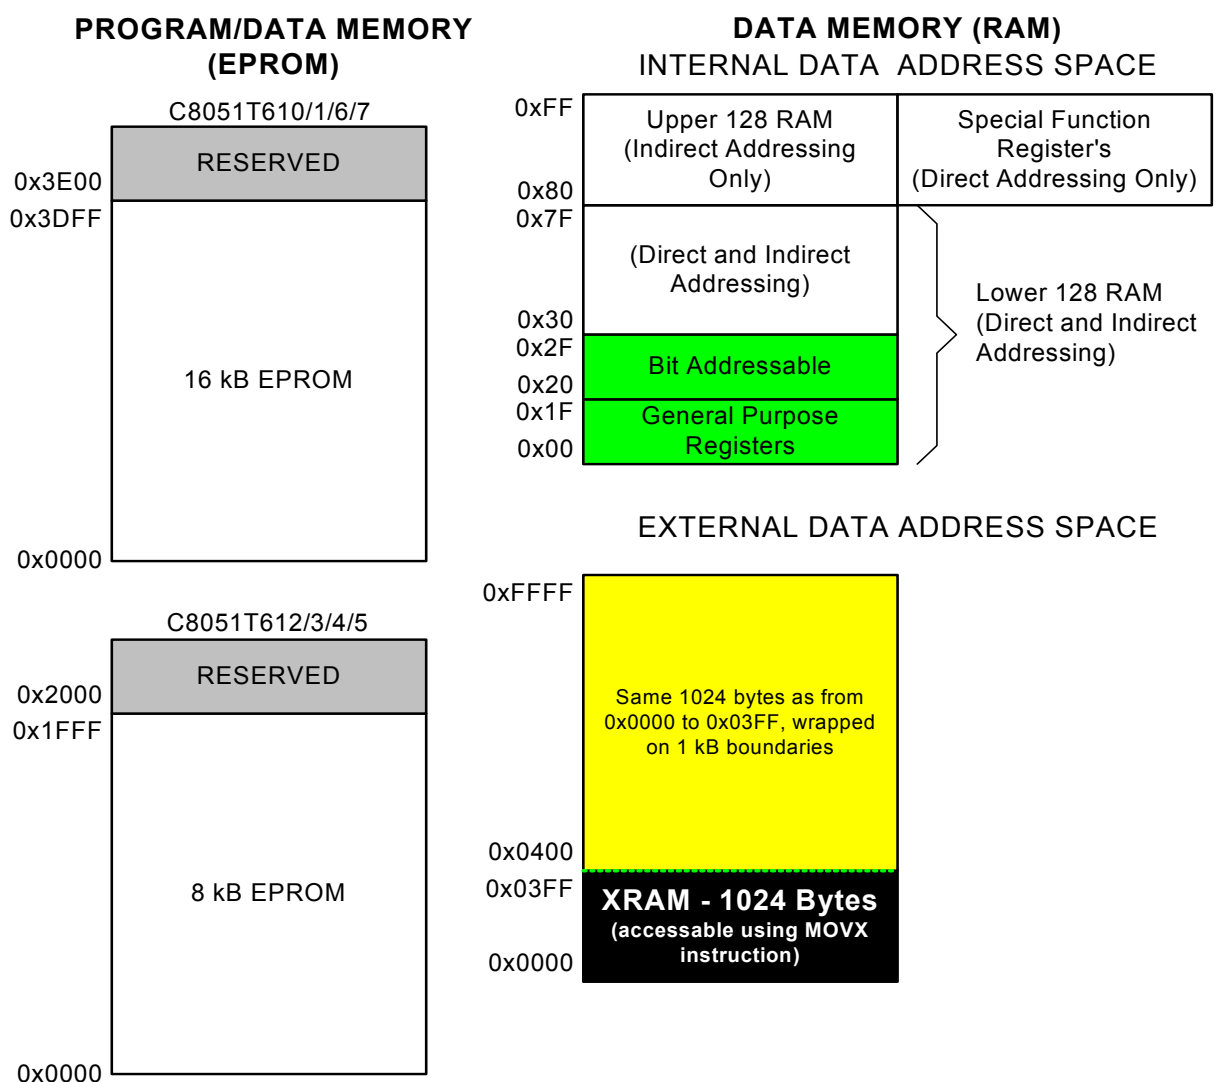 PROGRAM/DATA MEMORY
(EPROM)
C8051T610/1/6/7
RESERVED
0x3E00
0x3DFF
16 kB EPROM
0x0000
C8051T612/3/4/5
RESERVED
0x2000
0x1FFF
8 kB EPROM
0x0000
DATA MEMORY (RAM)
INTERNAL DATA ADDRESS SPACE
0xFF
Upper 128 RAM
(Indirect Addressing
Only)
0x80
Special Function
Register's
(Direct Addressing Only)
0x7F
(Direct and Indirect
Addressing)
0x30
0x2F
Bit Addressable
0x20
0x1F
General Purpose
Registers
0x00
Lower 128 RAM
(Direct and Indirect
Addressing)
EXTERNAL DATA ADDRESS SPACE
0xFFFF
Same 1024 bytes as from
0x0000 to 0x03FF, wrapped
on 1 kB boundaries
0x0400
0x03FF
XRAM - 1024 Bytes
(accessable using MOVX
instruction)
0x0000